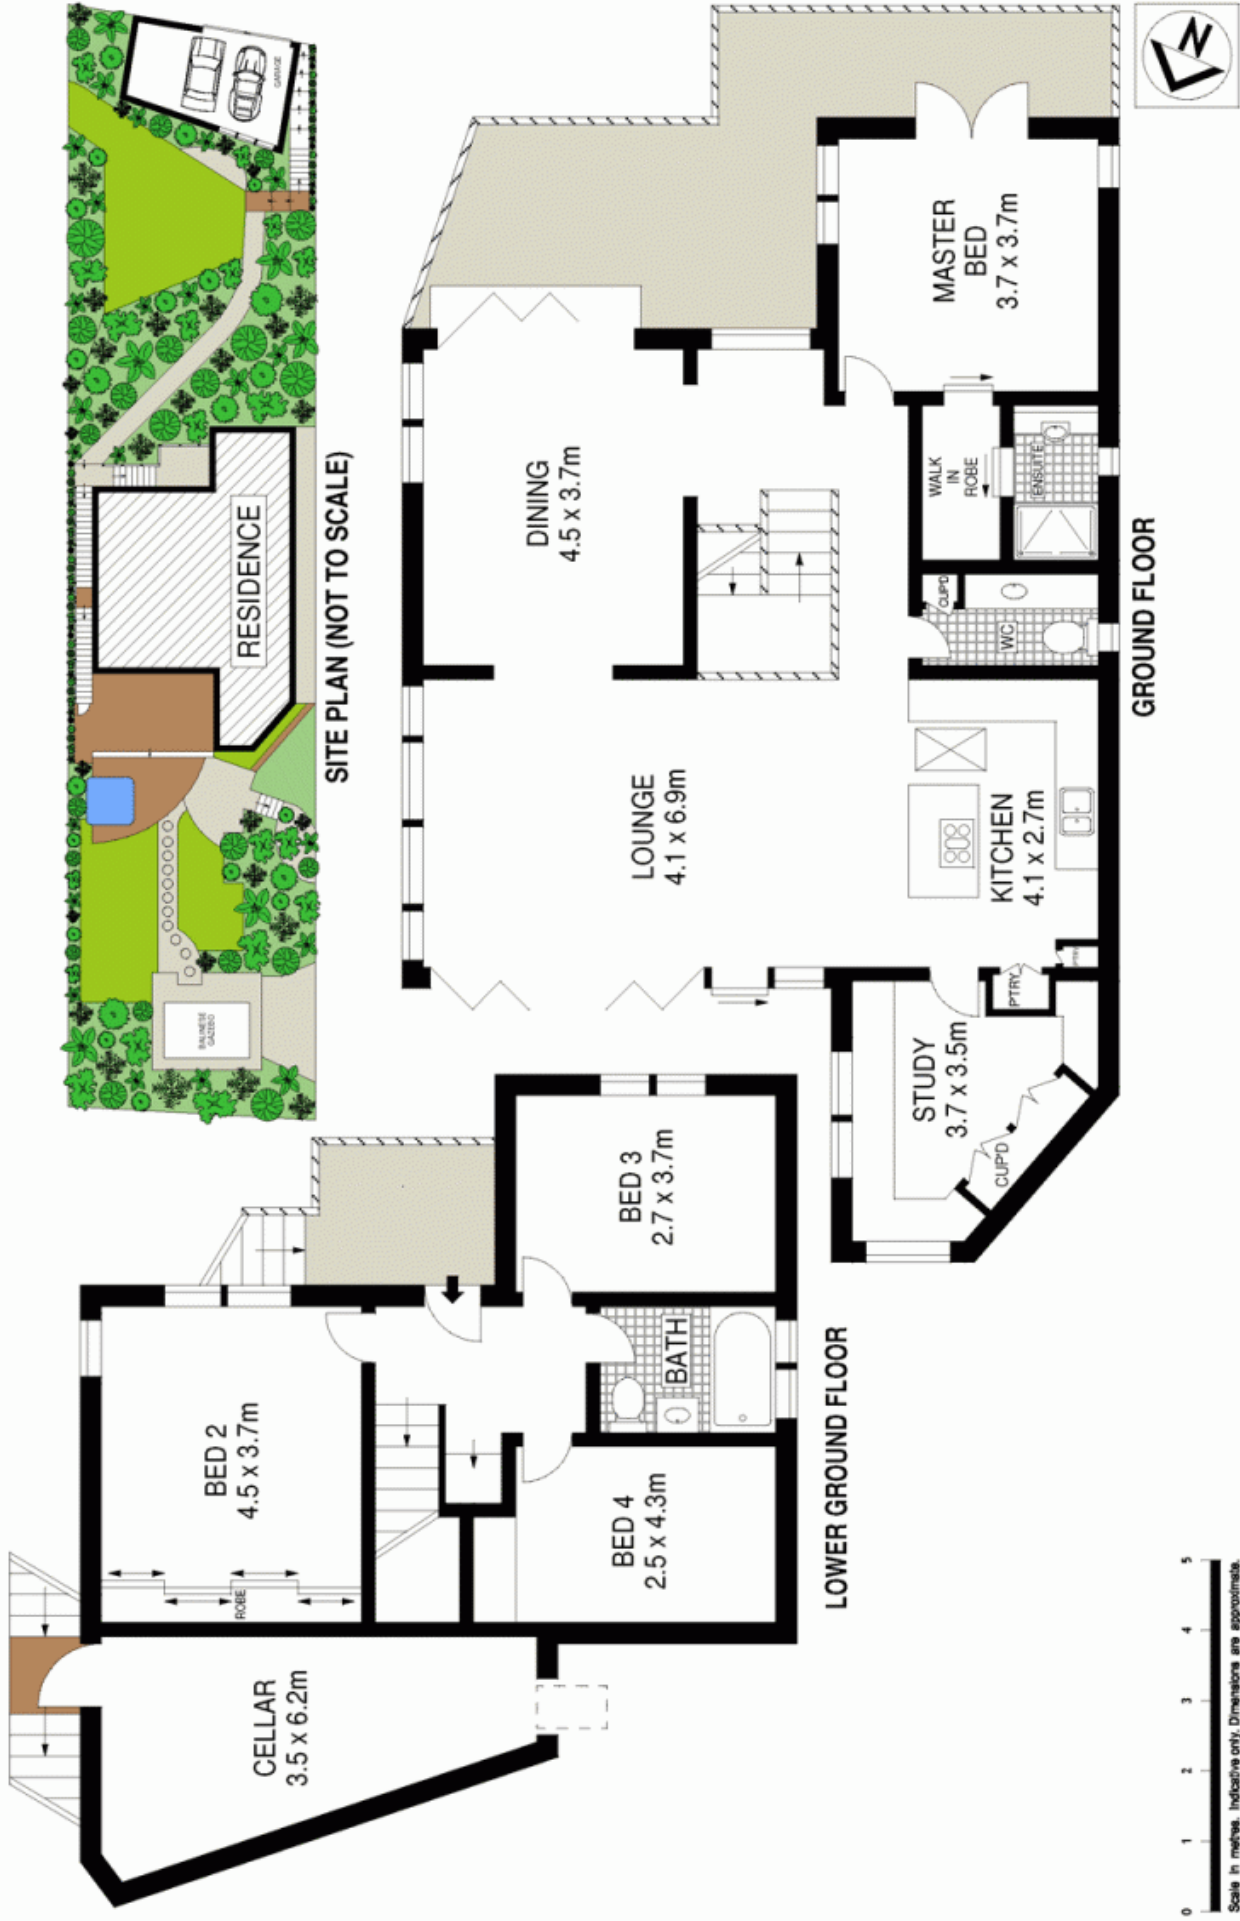 GARAGE
RESIDENCE
BALINESE
GAZEBO
SITE PLAN (NOT TO SCALE)
N
DINING
4.5 x 3.7m
MASTER
BED
3.7 x 3.7m
WALK
IN
ROBE
ENSUITE
CUP'D
WC
LOUNGE
4.1 x 6.9m
KITCHEN
4.1 x 2.7m
PTRY
PTRY
STUDY
3.7 x 3.5m
CUP'D
GROUND FLOOR
BED 3
2.7 x 3.7m
BATH
BED 2
4.5 x 3.7m
ROBE
BED 4
2.5 x 4.3m
CELLAR
3.5 x 6.2m
LOWER GROUND FLOOR
0 1 2 3 4 5
Scale in metres. Indicative only. Dimensions are approximate.